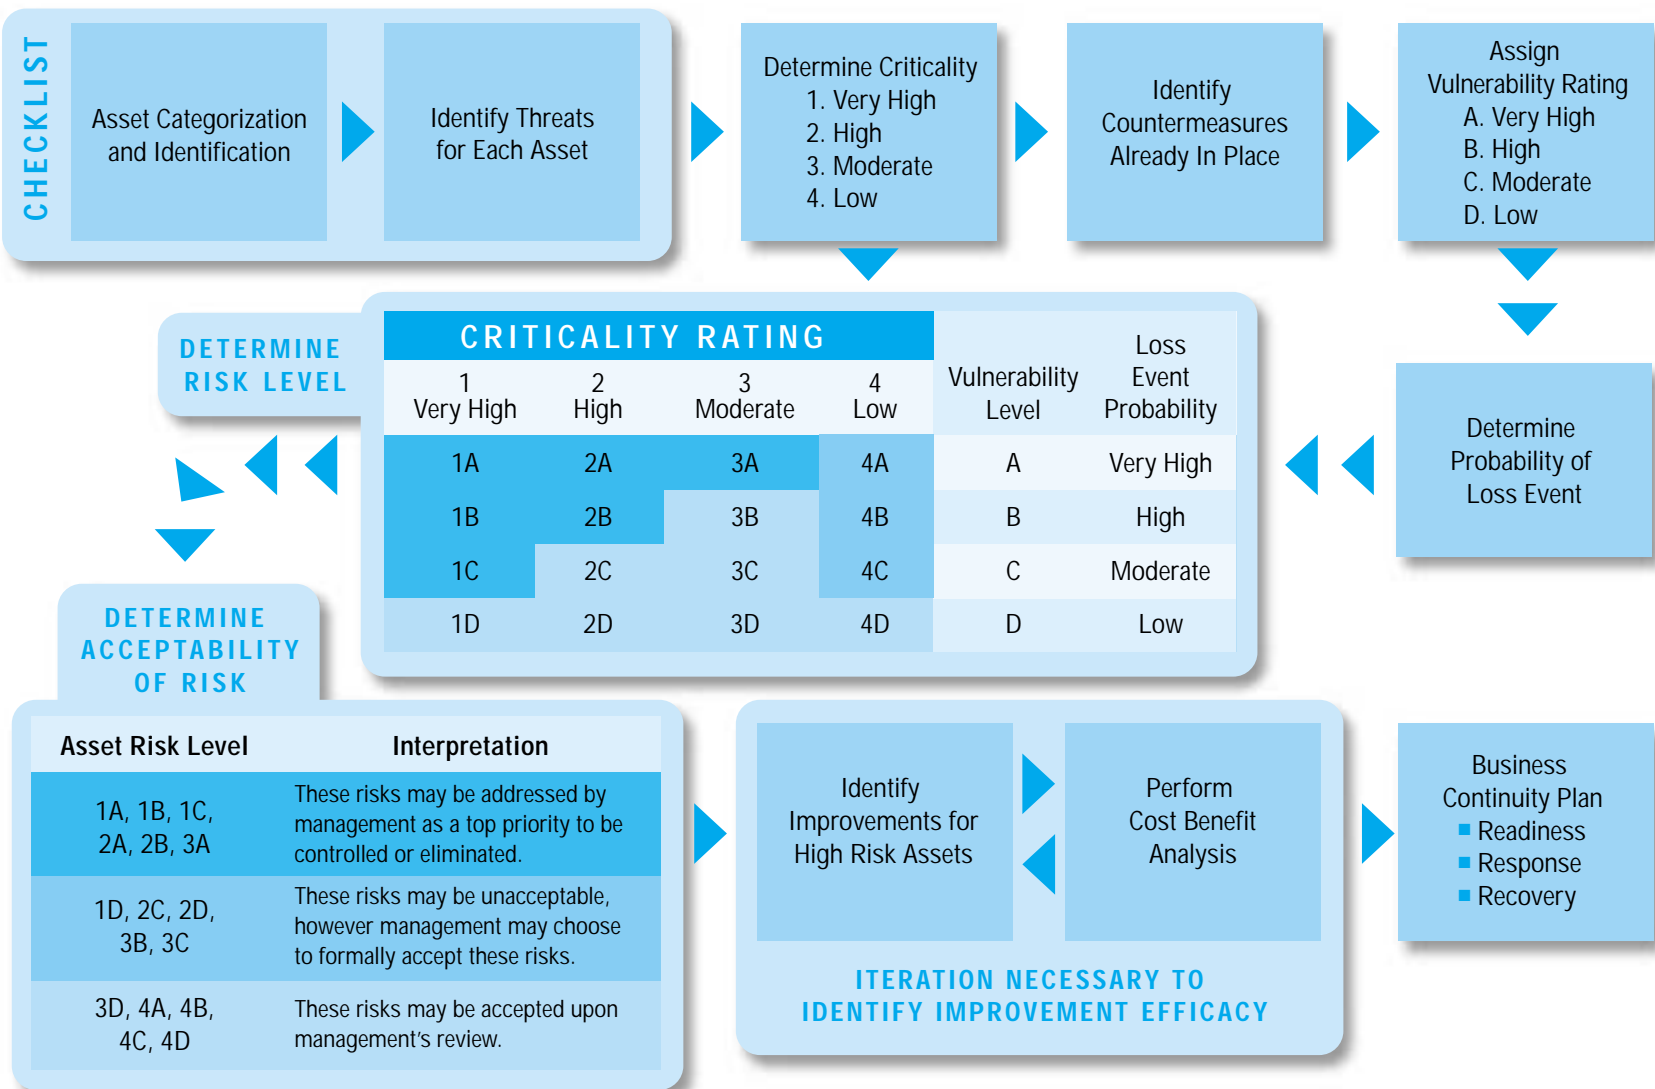 CHECKLIST
Asset Categorization
and Identification
Identify Threats
for Each Asset
Determine Criticality
1. Very High
2. High
3. Moderate
4. Low
Identify
Countermeasures
Already In Place
Assign
Vulnerability Rating
A. Very High
B. High
C. Moderate
D. Low
DETERMINE
RISK LEVEL
CRITICALITY RATING
1
Very High
2
High
3
Moderate
4
Low
Vulnerability
Level
Loss
Event
Probability
1A 2A 3A 4A A Very High
1B 2B 3B 4B B High
1C 2C 3C 4C C Moderate
1D 2D 3D 4D D Low
Determine
Probability of
Loss Event
DETERMINE
ACCEPTABILITY
OF RISK
Asset Risk Level Interpretation
1A, 1B, 1C,
2A, 2B, 3A
These risks may be addressed by
management as a top priority to be
controlled or eliminated.
1D, 2C, 2D,
3B, 3C
These risks may be unacceptable,
however management may choose
to formally accept these risks.
3D, 4A, 4B,
4C, 4D
These risks may be accepted upon
management's review.
Identify
Improvements for
High Risk Assets
Perform
Cost Benefit
Analysis
ITERATION NECESSARY TO
IDENTIFY IMPROVEMENT EFFICACY
Business
Continuity Plan
■ Readiness
■ Response
■ Recovery